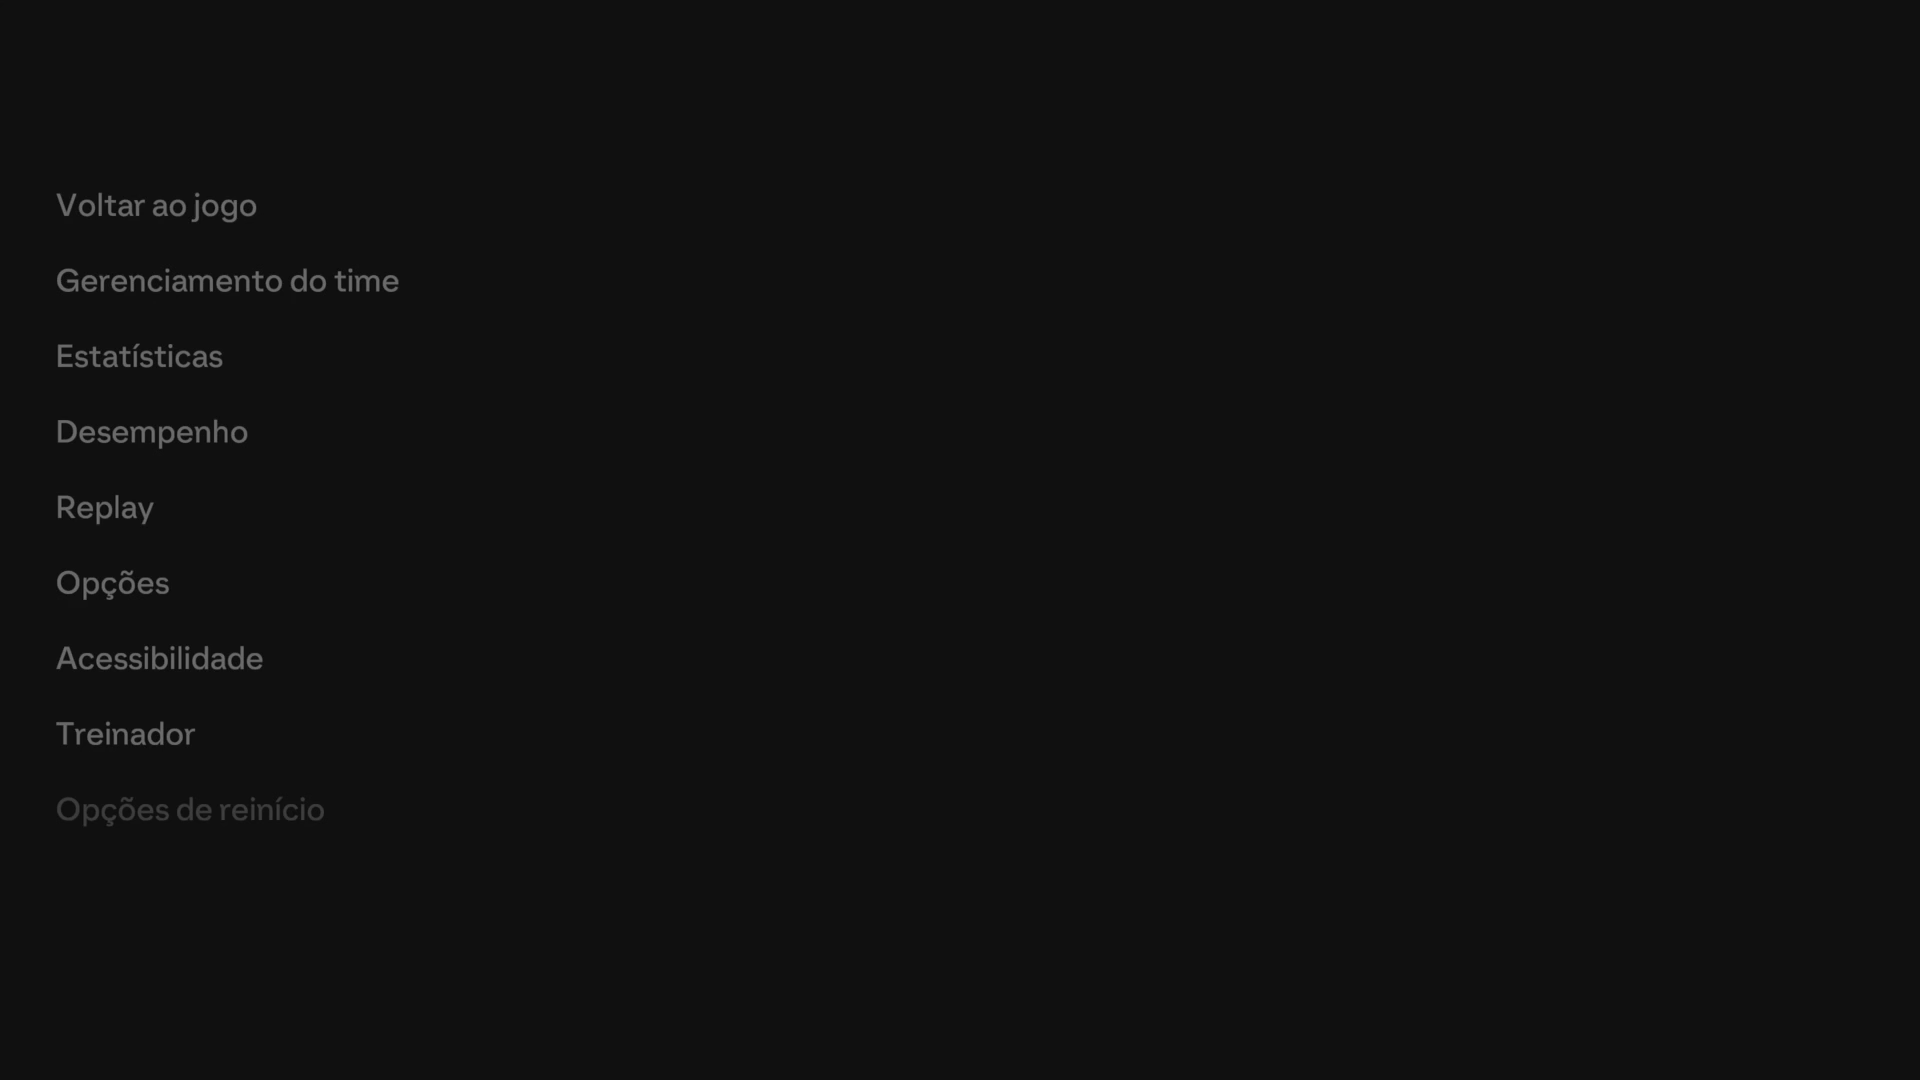 Voltar ao jogo
Gerenciamento do time
Estatísticas
Desempenho
Replay
Opções
Acessibilidade
Treinador
Opções de reinício